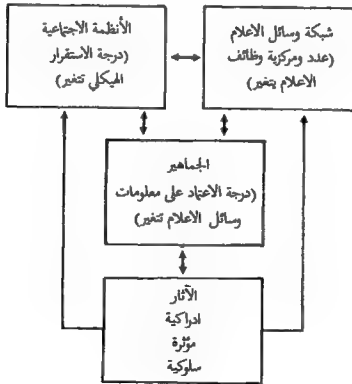 الأنظمة الاجتماعية
(درجة الاستقرار
الهيكلي تتغير)
شبكة وسائل الاعلام
(عدد ومركزية وظائف
الاعلام يتغير)
الجماهير
(درجة الاعتماد على معلومات
وسائل الاعلام تتغير)
الآثار
ادراكية
مؤثرة
سلوكية